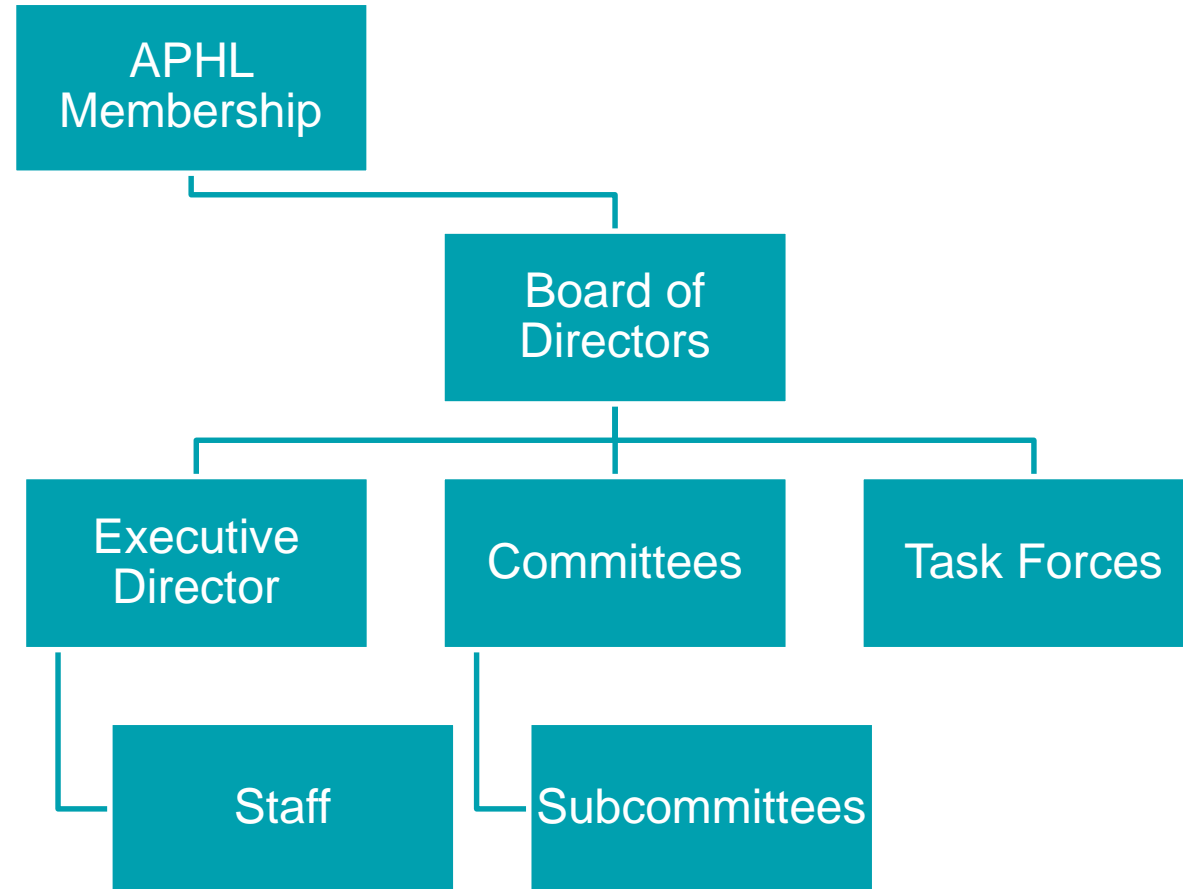 APHL
Membership
Board of
Directors
Executive
Director
Committees
Task Forces
Staff
Subcommittees